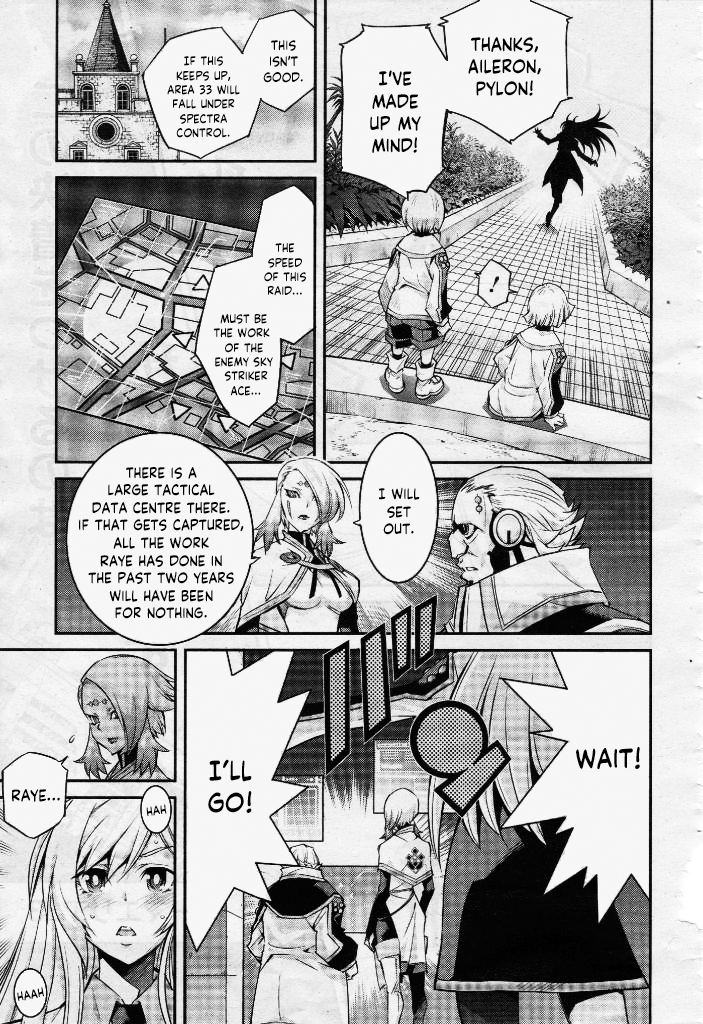 THANKS,
AILERON,
PYLON!
I'VE
MADE
UP MY
MIND!
!
THIS
ISN'T
GOOD.
IF THIS
KEEPS UP,
AREA 33 WILL
FALL UNDER
SPECTRA
CONTROL.
THE
SPEED
OF THIS
RAID...
MUST BE
THE WORK
OF THE
ENEMY SKY
STRIKER
ACE...
I WILL
SET
OUT.
THERE IS A
LARGE TACTICAL
DATA CENTRE THERE.
IF THAT GETS CAPTURED,
ALL THE WORK
RAYE HAS DONE IN
THE PAST TWO YEARS
WILL HAVE BEEN
FOR NOTHING.
WAIT!
I'LL
GO!
RAYE...
HAH
HAAH